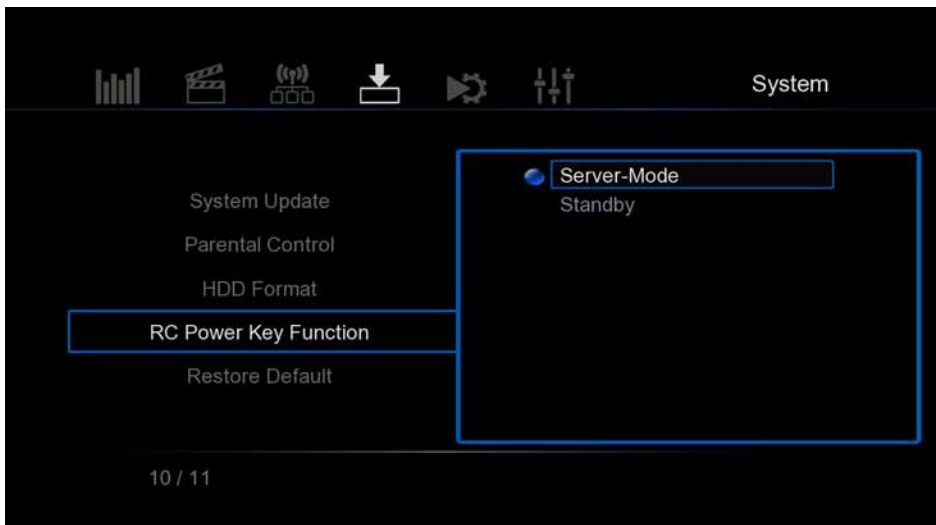 System
System Update
Parental Control
HDD Format
RC Power Key Function
Restore Default
Server-Mode
Standby
10 / 11